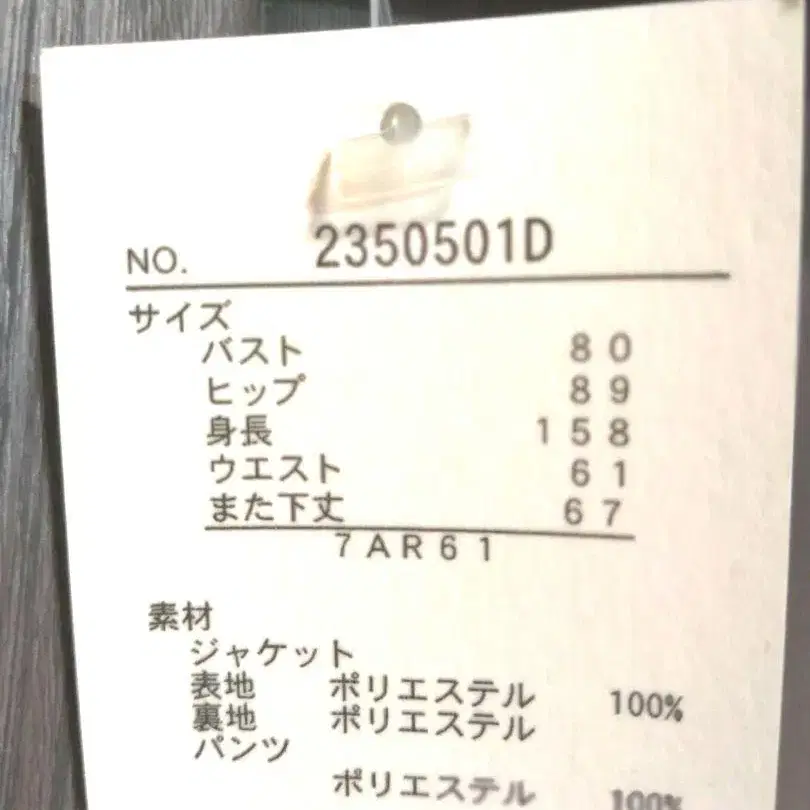 NO. 2350501D
サイズ
バスト 80
ヒップ 89
身長 158
ウエスト 61
また下丈 67
7AR61
素材
ジャケット
表地 ポリエステル 100%
裏地 ポリエステル
パンツ
ポリエステル 100%